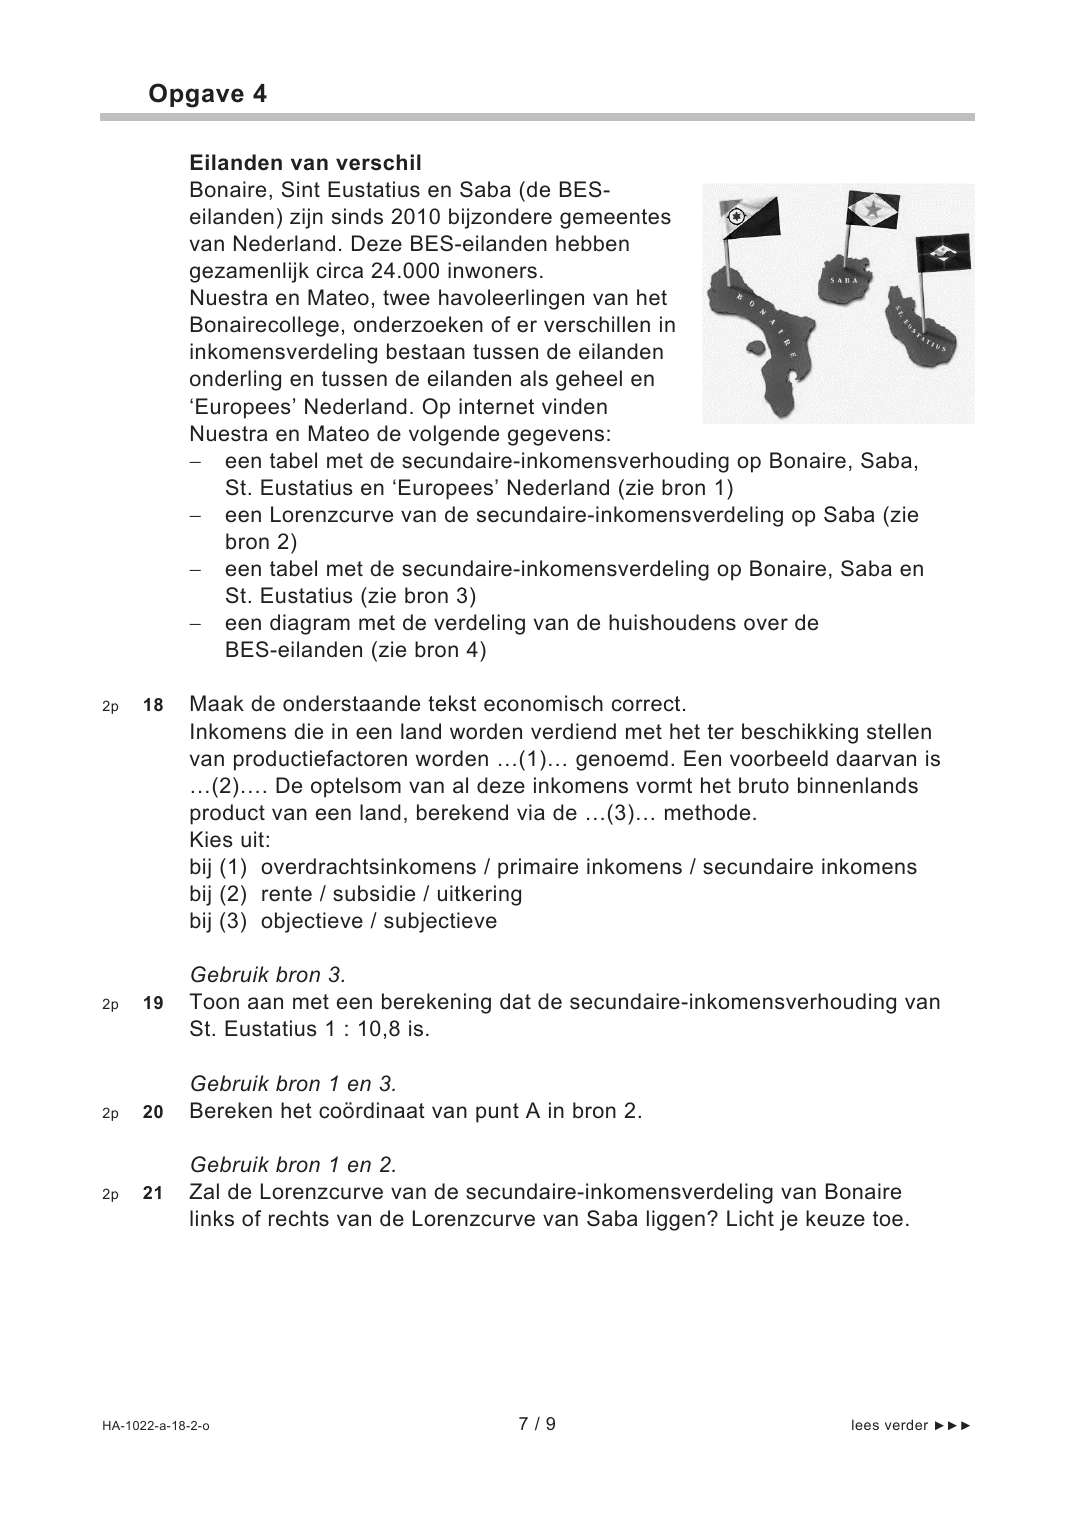 Opgave 4
Eilanden van verschil
Bonaire, Sint Eustatius en Saba (de BES-
eilanden) zijn sinds 2010 bijzondere gemeentes
van Nederland. Deze BES-eilanden hebben
gezamenlijk circa 24.000 inwoners.
Nuestra en Mateo, twee havoleerlingen van het
Bonairecollege, onderzoeken of er verschillen in
inkomensverdeling bestaan tussen de eilanden
onderling en tussen de eilanden als geheel en
‘Europees’ Nederland. Op internet vinden
Nuestra en Mateo de volgende gegevens:
BONAIRE
SABA
ST. EUSTATIUS
– een tabel met de secundaire-inkomensverhouding op Bonaire, Saba,
St. Eustatius en ‘Europees’ Nederland (zie bron 1)
– een Lorenzcurve van de secundaire-inkomensverdeling op Saba (zie
bron 2)
– een tabel met de secundaire-inkomensverdeling op Bonaire, Saba en
St. Eustatius (zie bron 3)
– een diagram met de verdeling van de huishoudens over de
BES-eilanden (zie bron 4)
2p 18 Maak de onderstaande tekst economisch correct.
Inkomens die in een land worden verdiend met het ter beschikking stellen
van productiefactoren worden …(1)… genoemd. Een voorbeeld daarvan is
…(2)…. De optelsom van al deze inkomens vormt het bruto binnenlands
product van een land, berekend via de …(3)… methode.
Kies uit:
bij (1) overdrachtsinkomens / primaire inkomens / secundaire inkomens
bij (2) rente / subsidie / uitkering
bij (3) objectieve / subjectieve
Gebruik bron 3.
2p 19 Toon aan met een berekening dat de secundaire-inkomensverhouding van
St. Eustatius 1 : 10,8 is.
Gebruik bron 1 en 3.
2p 20 Bereken het coördinaat van punt A in bron 2.
Gebruik bron 1 en 2.
2p 21 Zal de Lorenzcurve van de secundaire-inkomensverdeling van Bonaire
links of rechts van de Lorenzcurve van Saba liggen? Licht je keuze toe.
HA-1022-a-18-2-o 7 / 9 lees verder ►►►